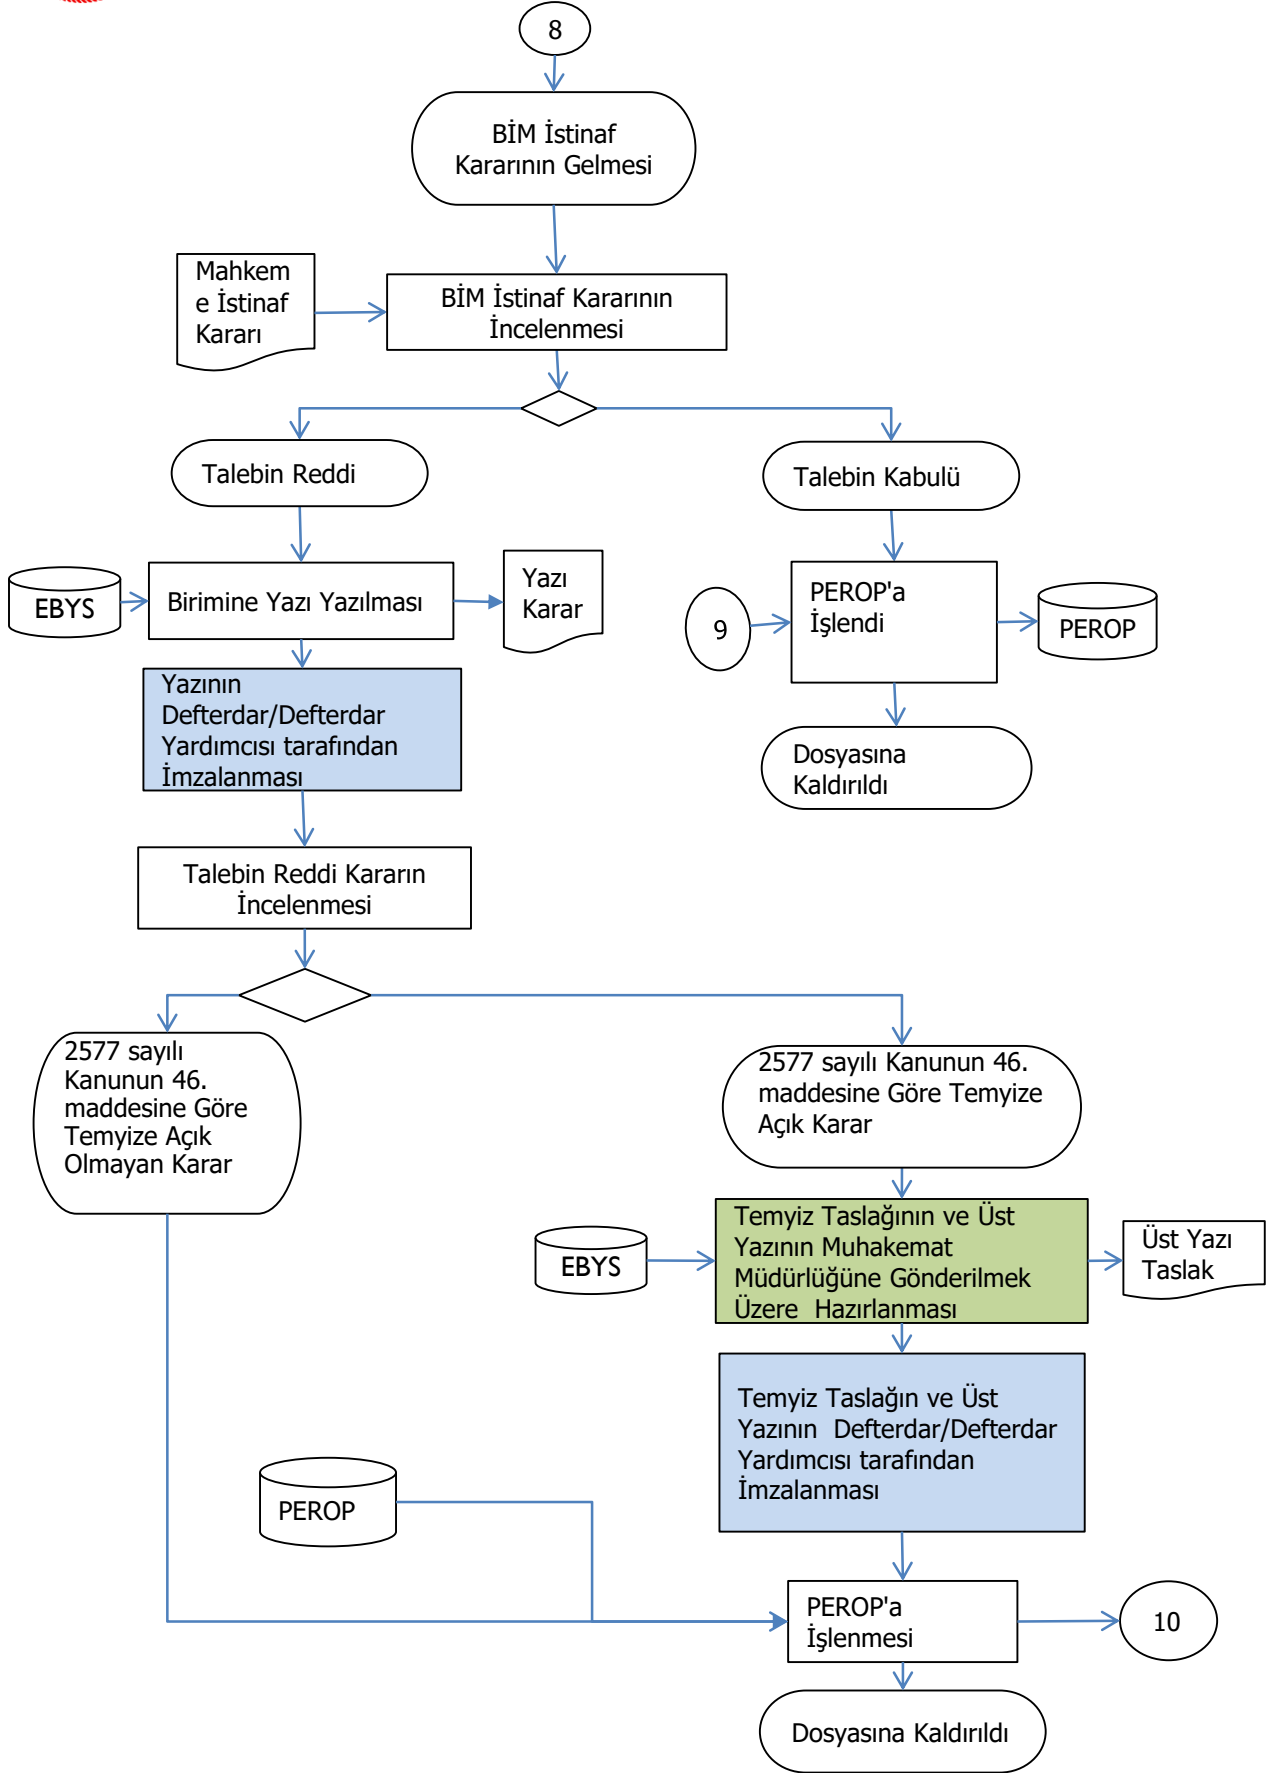 8
BİM İstinaf
Kararının Gelmesi
Mahkem
e İstinaf
Kararı
BİM İstinaf Kararının
İncelenmesi
Talebin Reddi
Talebin Kabulü
EBYS
Birimine Yazı Yazılması
Yazı
Karar
9
PEROP'a
İşlendi
PEROP
Yazının
Defterdar/Defterdar
Yardımcısı tarafından
İmzalanması
Dosyasına
Kaldırıldı
Talebin Reddi Kararın
İncelenmesi
2577 sayılı
Kanunun 46.
maddesine Göre
Temyize Açık
Olmayan Karar
2577 sayılı Kanunun 46.
maddesine Göre Temyize
Açık Karar
EBYS
Temyiz Taslağının ve Üst
Yazının Muhakemat
Müdürlüğüne Gönderilmek
Üzere  Hazırlanması
Üst Yazı
Taslak
Temyiz Taslağın ve Üst
Yazının  Defterdar/Defterdar
Yardımcısı tarafından
İmzalanması
PEROP
PEROP'a
İşlenmesi
10
Dosyasına Kaldırıldı